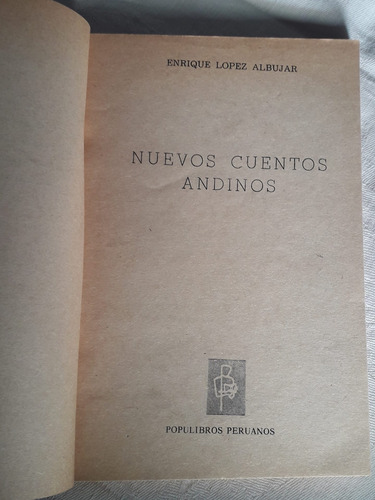 ENRIQUE LOPEZ ALBUJAR
NUEVOS CUENTOS
ANDINOS
POPULIBROS PERUANOS